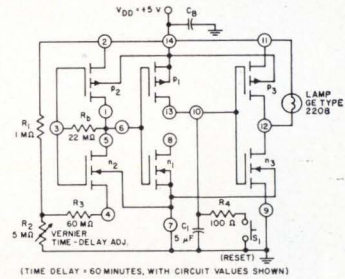 VDD = +5 V
CB
2
14
11
p2
p1
p3
LAMP
GE TYPE
2208
1
13
R1
1 MΩ
3
Rb
22 MΩ
6
10
12
5
8
n2
n1
n3
R3
60 MΩ
4
7
R4
100 Ω
9
R2
5 MΩ
VERNIER
TIME-DELAY ADJ.
C1
5 µF
S1
(RESET)
(TIME DELAY = 60 MINUTES, WITH CIRCUIT VALUES SHOWN)